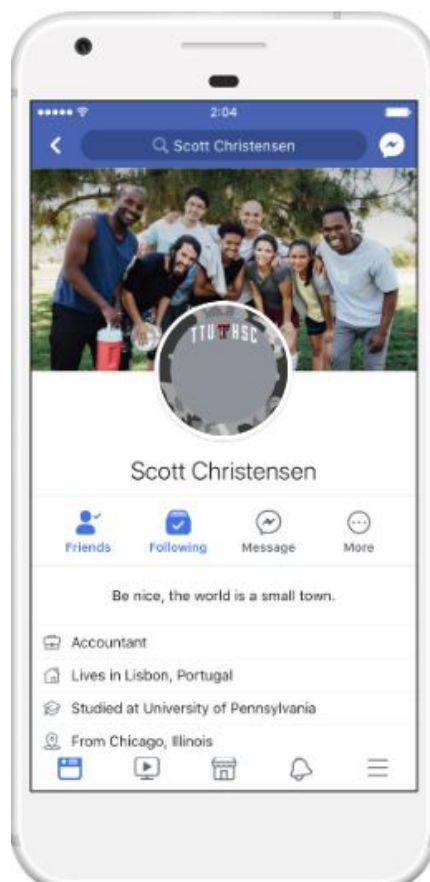 2:04
Scott Christensen
TTU HSC
Scott Christensen
Friends Following Message More
Be nice, the world is a small town.
Accountant
Lives in Lisbon, Portugal
Studied at University of Pennsylvania
From Chicago, Illinois